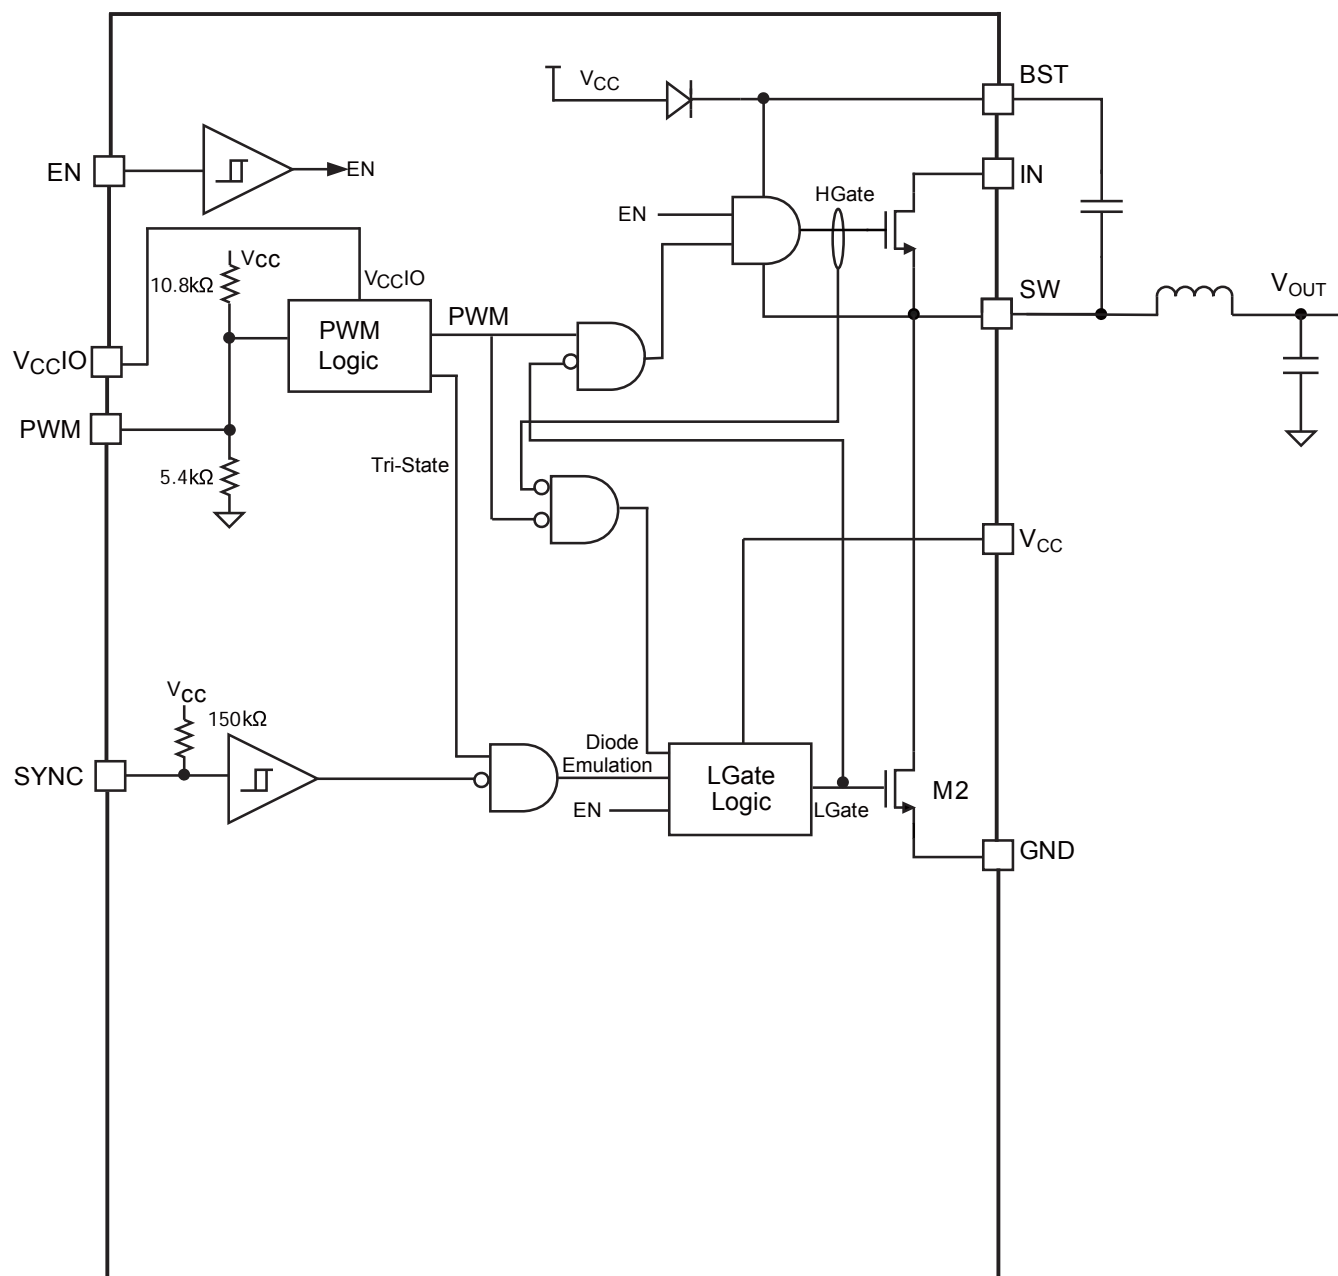 BST
VCC
EN
EN
IN
HGate
EN
VCC
10.8kΩ
VCCIO
SW
VOUT
PWM
PWM
Logic
VCCIO
PWM
Tri-State
5.4kΩ
VCC
VCC
150kΩ
SYNC
Diode
Emulation
LGate
Logic
EN
LGate
M2
GND